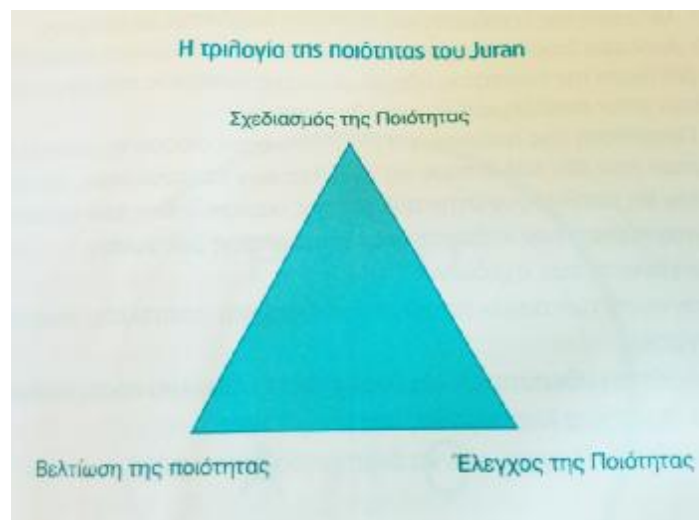 Η τριλογία της ποιότητας του Juran
Σχεδιασμός της Ποιότητας
Βελτίωση της ποιότητας
Έλεγχος της Ποιότητας